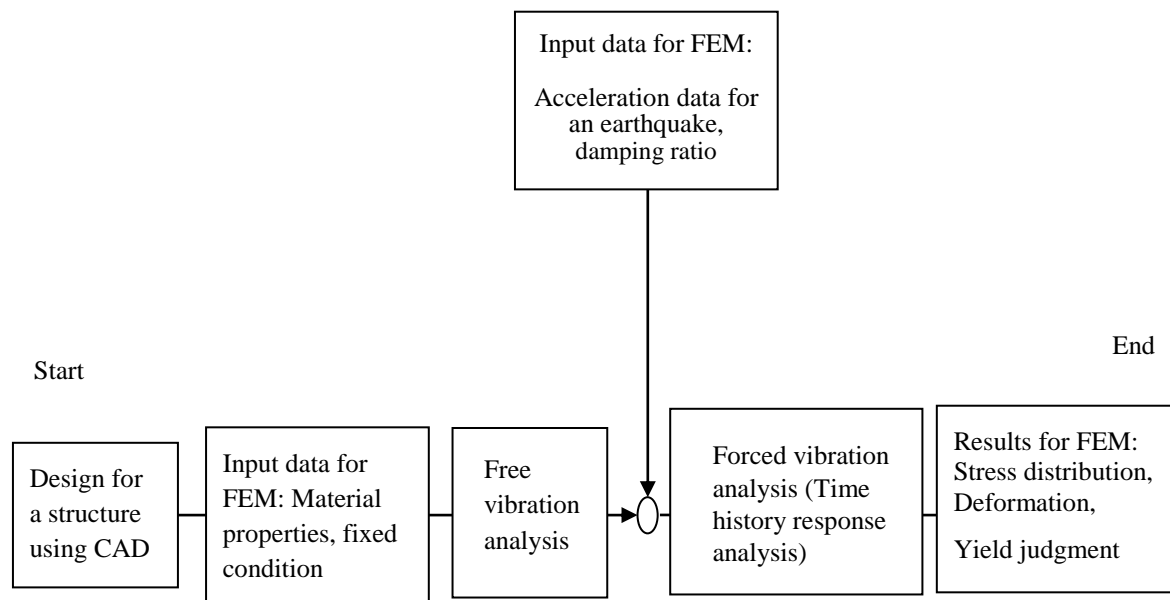 Input data for FEM:
Acceleration data for
an earthquake,
damping ratio
Start
End
Design for
a structure
using CAD
Input data for
FEM: Material
properties, fixed
condition
Free
vibration
analysis
Forced vibration
analysis (Time
history response
analysis)
Results for FEM:
Stress distribution,
Deformation,
Yield judgment